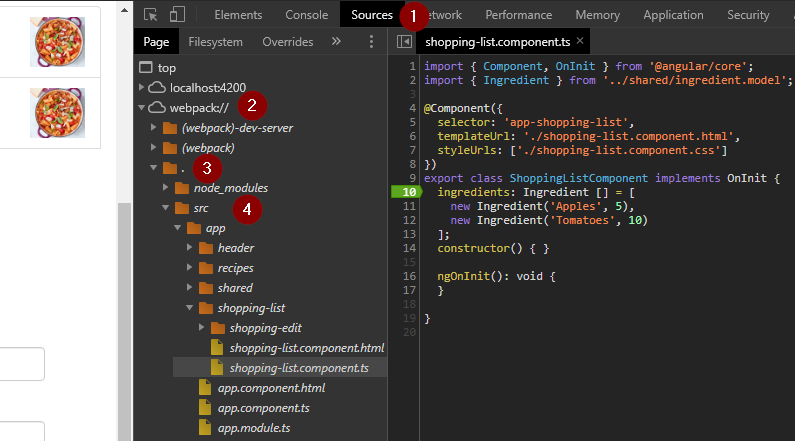 Elements Console Sources 1 Network Performance Memory Application Security
Page Filesystem Overrides » shopping-list.component.ts ×
top
localhost:4200
webpack:// 2
(webpack)-dev-server
(webpack)
. 3
node_modules
src 4
app
header
recipes
shared
shopping-list
shopping-edit
shopping-list.component.html
shopping-list.component.ts
app.component.html
app.component.ts
app.module.ts
1 import { Component, OnInit } from '@angular/core';
2 import { Ingredient } from '../shared/ingredient.model';
3
4 @Component({
5 selector: 'app-shopping-list',
6 templateUrl: './shopping-list.component.html',
7 styleUrls: ['./shopping-list.component.css']
8 })
9 export class ShoppingListComponent implements OnInit {
10 ingredients: Ingredient [] = [
11 new Ingredient('Apples', 5),
12 new Ingredient('Tomatoes', 10)
13 ];
14 constructor() { }
15
16 ngOnInit(): void {
17 }
18
19 }
20